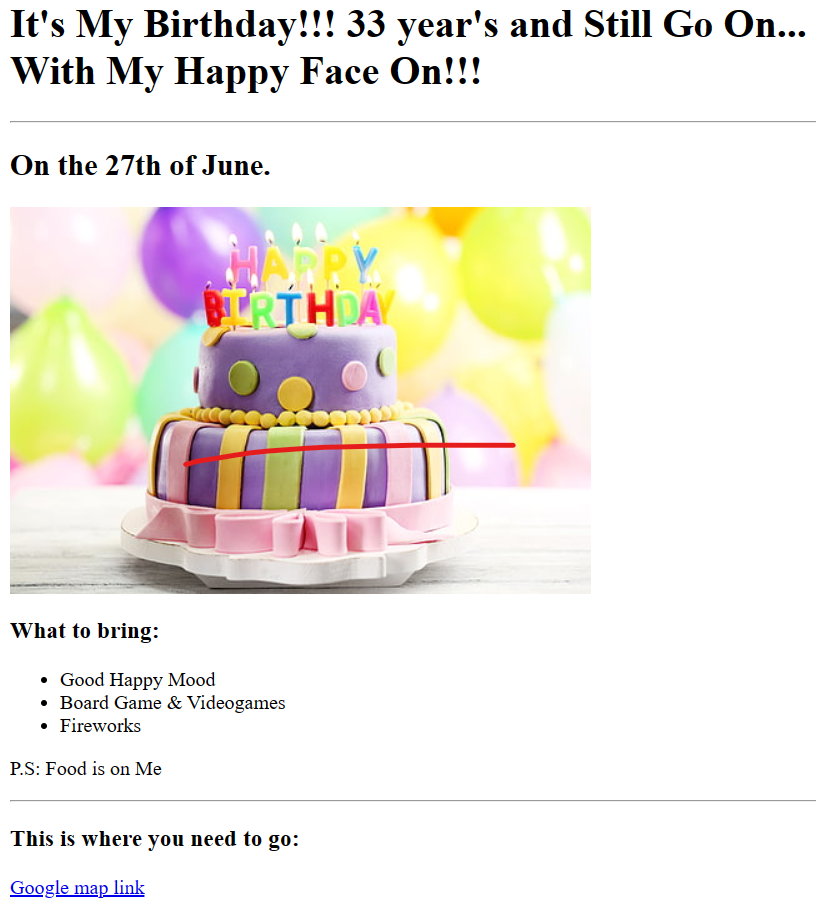 It's My Birthday!!! 33 year's and Still Go On...
With My Happy Face On!!!
On the 27th of June.
HAPPY
BIRTHDAY
What to bring:
Good Happy Mood
Board Game & Videogames
Fireworks
P.S: Food is on Me
This is where you need to go:
Google map link